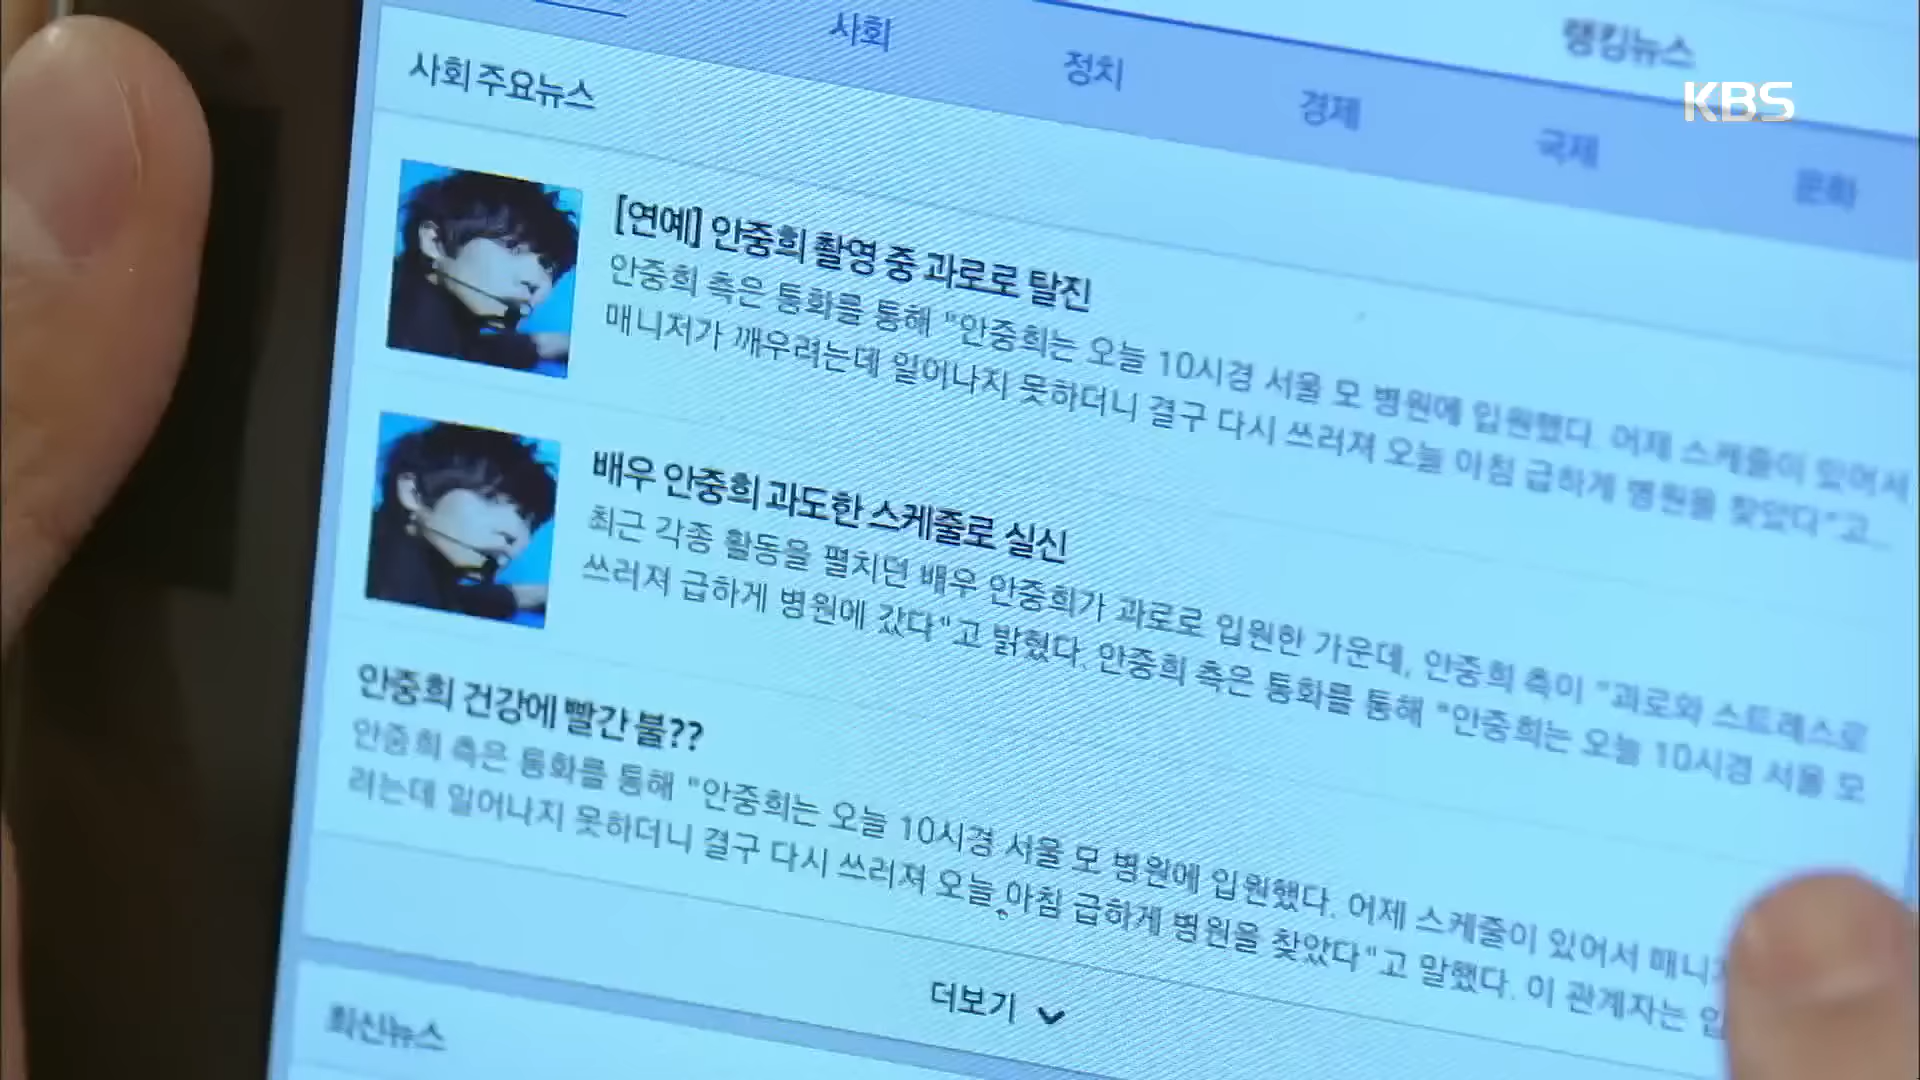 랭킹뉴스
KBS
사회
정치
경제
국제
문화
사회 주요뉴스
[연예] 안중희 촬영 중 과로로 탈진
안중희 측은 통화를 통해 "안중희는 오늘 10시경 서울 모 병원에 입원했다. 어제 스케줄이 있어서
매니저가 깨우려는데 일어나지 못하더니 결구 다시 쓰러져 오늘 아침 급하게 병원을 찾았다"고...
배우 안중희 과도한 스케줄로 실신
최근 각종 활동을 펼치던 배우 안중희가 과로로 입원한 가운데, 안중희 측이 "과로와 스트레스로
쓰러져 급하게 병원에 갔다"고 밝혔다. 안중희 측은 통화를 통해 "안중희는 오늘 10시경 서울 모
안중희 건강에 빨간 불??
안중희 측은 통화를 통해 "안중희는 오늘 10시경 서울 모 병원에 입원했다. 어제 스케줄이 있어서 매니
려는데 일어나지 못하더니 결구 다시 쓰러져 오늘 아침 급하게 병원을 찾았다"고 말했다. 이 관계자는
더보기
최신뉴스